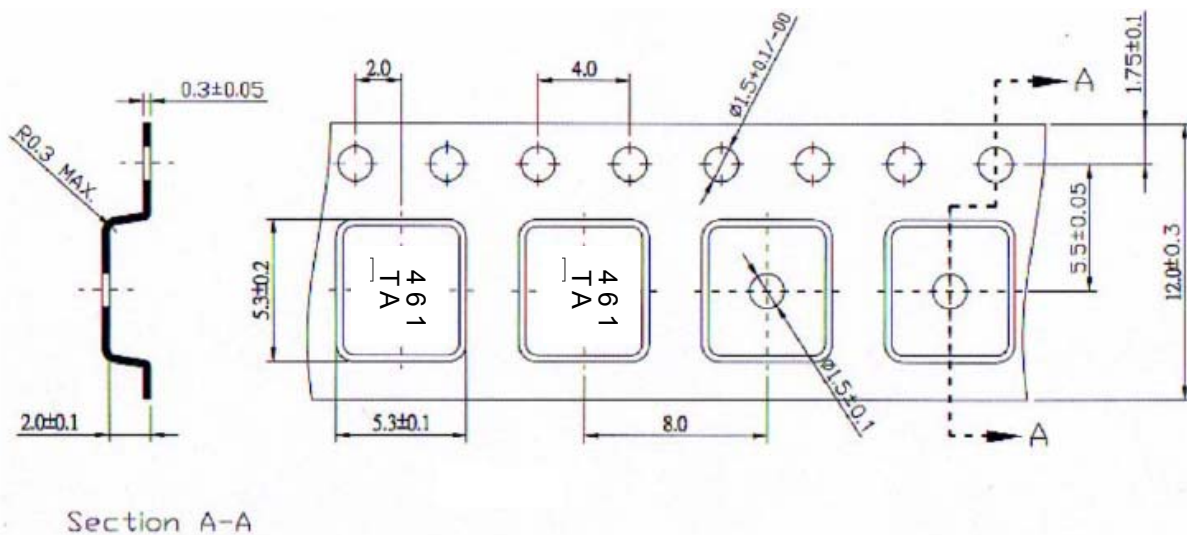 2.0
4.0
Ø1.5+0.1/-00
A
1.75±0.1
0.3±0.05
R0.3 MAX.
5.3±0.2
461
TA
461
TA
5.5±0.05
12.0±0.3
Ø1.5±0.1
2.0±0.1
5.3±0.1
8.0
A
Section A-A